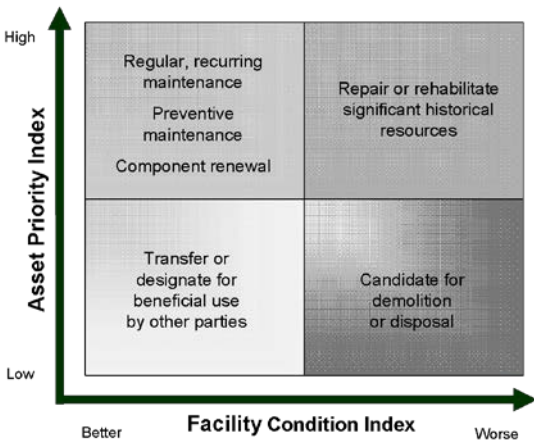 High
Asset Priority Index
Low
Regular, recurring
maintenance
Preventive
maintenance
Component renewal
Repair or rehabilitate
significant historical
resources
Transfer or
designate for
beneficial use
by other parties
Candidate for
demolition
or disposal
Better
Facility Condition Index
Worse